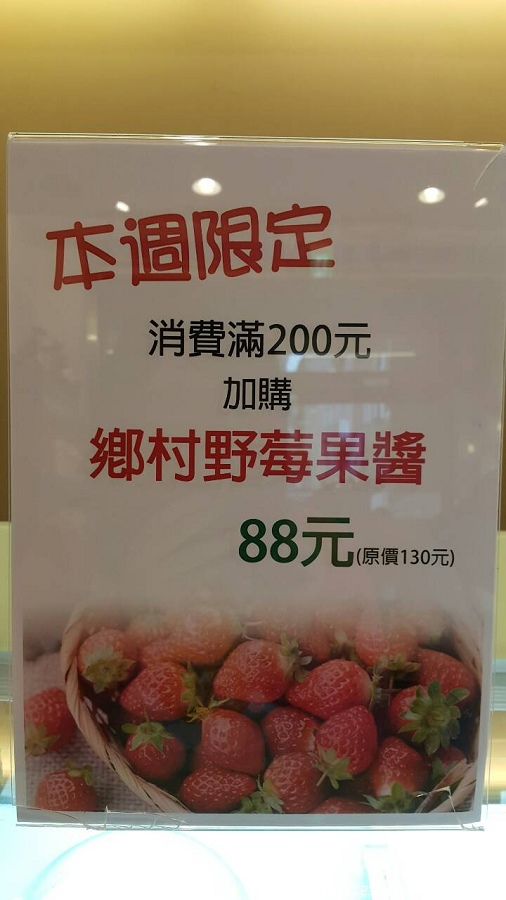 本週限定
消費滿200元
加購
鄉村野莓果醬
88元(原價130元)